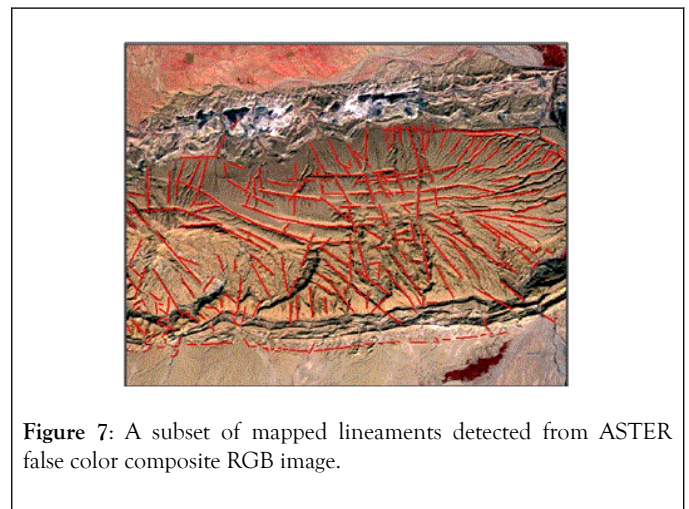 Figure 7: A subset of mapped lineaments detected from ASTER
false color composite RGB image.